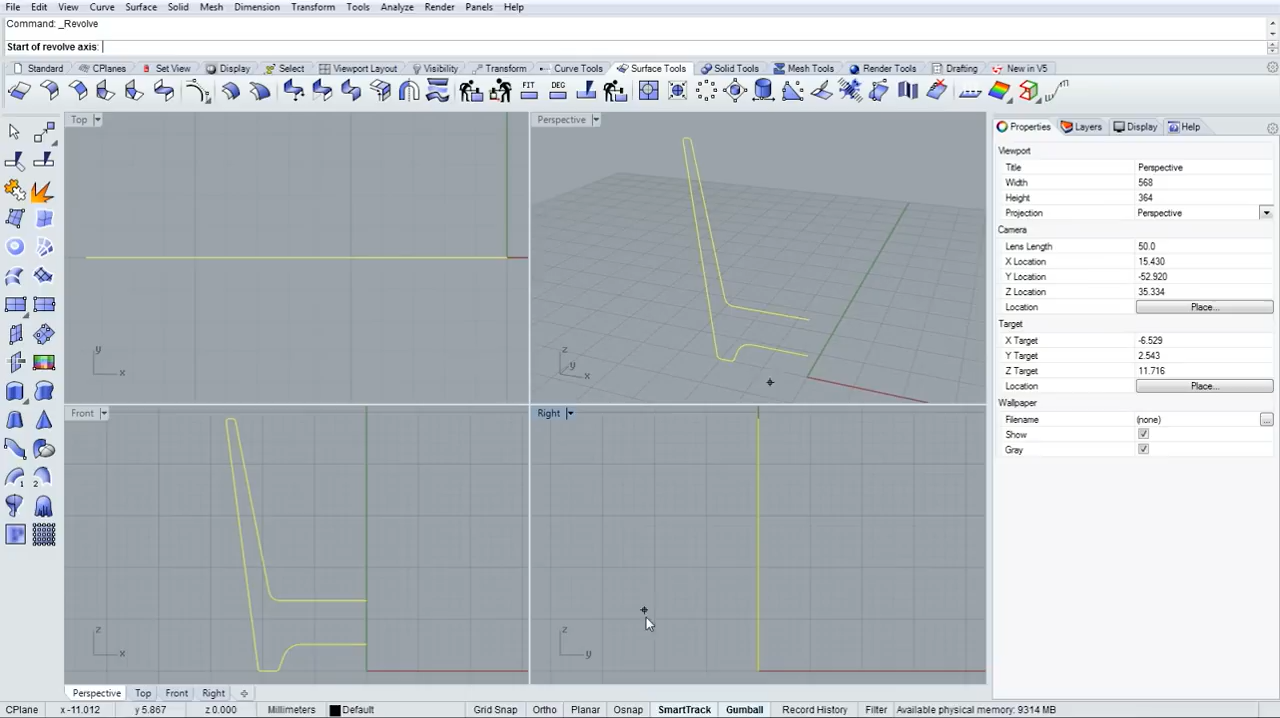 File Edit View Curve Surface Solid Mesh Dimension Transform Tools Analyze Render Panels Help
Command: _Revolve
Start of revolve axis:
Standard CPlanes Set View Display Select Viewport Layout Visibility Transform Curve Tools Surface Tools Solid Tools Mesh Tools Render Tools Drafting New in V5
FIT DEG
Top
y
x
Perspective
z
y
x
Front
z
x
Right
z
y
1 2
Properties Layers Display Help
Viewport
Title Perspective
Width 568
Height 364
Projection Perspective
Camera
Lens Length 50.0
X Location 15.430
Y Location -52.920
Z Location 35.334
Location Place...
Target
X Target -6.529
Y Target 2.543
Z Target 11.716
Location Place...
Wallpaper
Filename (none) ...
Show
Gray
Perspective Top Front Right
CPlane x -11.012 y 5.867 z 0.000 Millimeters Default Grid Snap Ortho Planar Osnap SmartTrack Gumball Record History Filter Available physical memory: 9314 MB